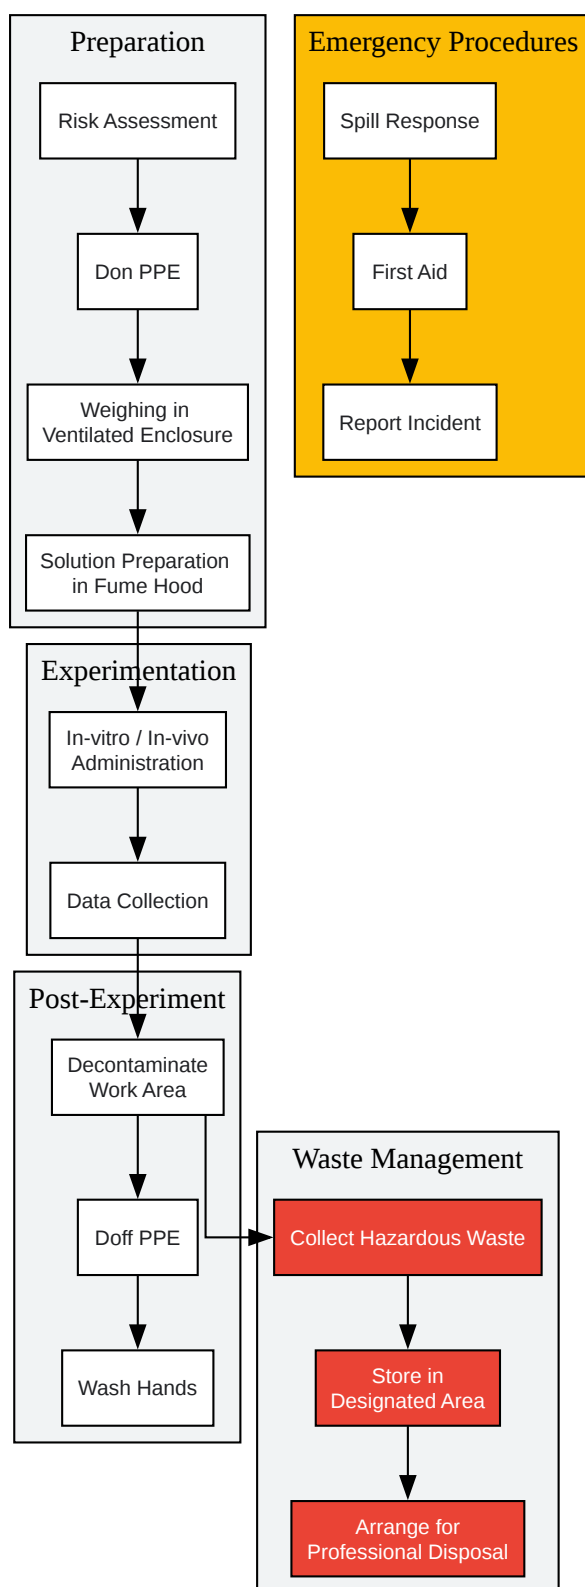 Preparation
Risk Assessment
Don PPE
Weighing in
Ventilated Enclosure
Solution Preparation
in Fume Hood
Emergency Procedures
Spill Response
First Aid
Report Incident
Experimentation
In-vitro / In-vivo
Administration
Data Collection
Post-Experiment
Decontaminate
Work Area
Doff PPE
Wash Hands
Waste Management
Collect Hazardous Waste
Store in
Designated Area
Arrange for
Professional Disposal